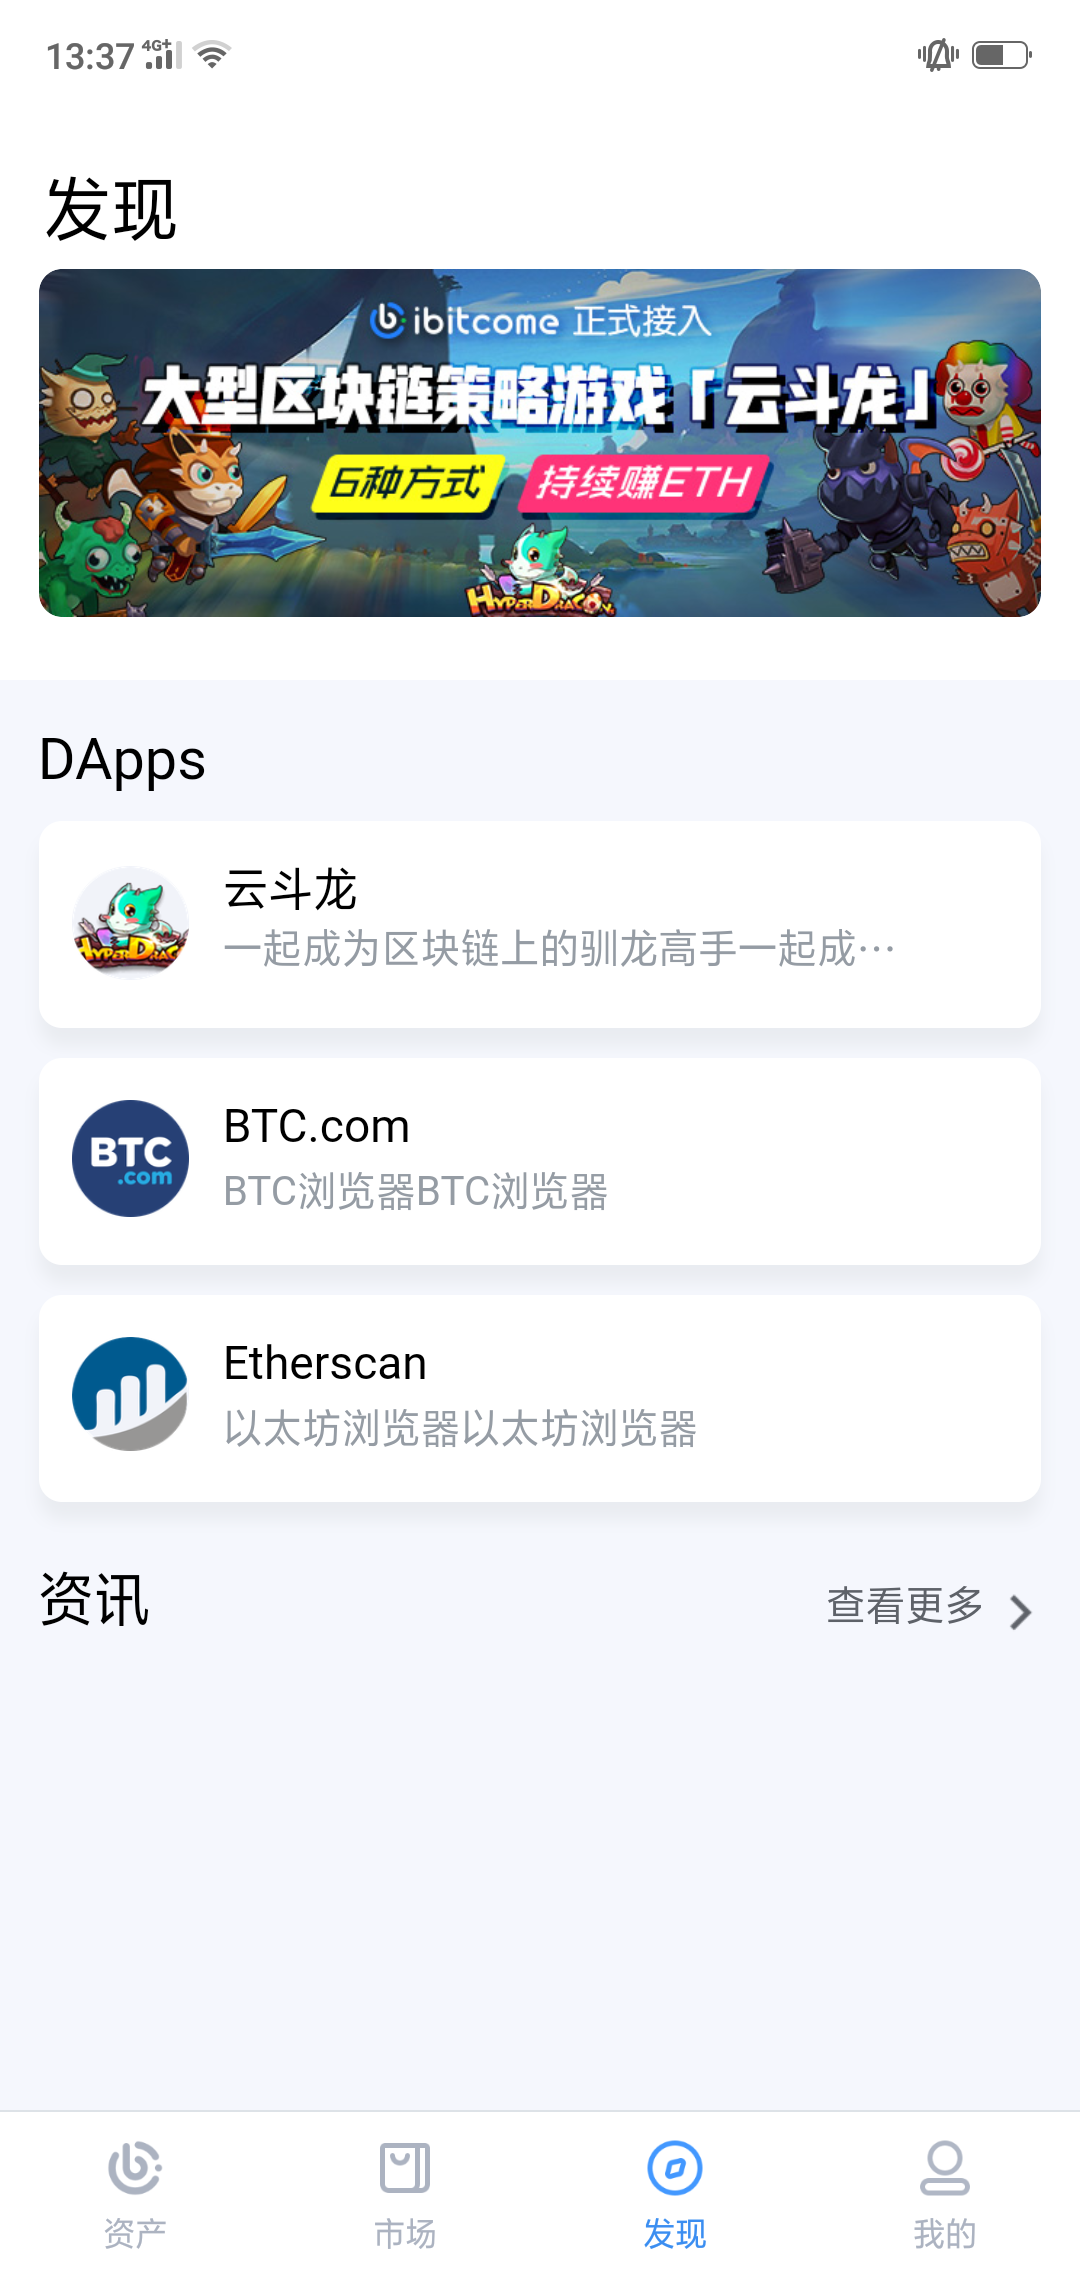 13:37 4G+
发现
ibitcome 正式接入
大型区块链策略游戏「云斗龙」
6种方式 持续赚ETH
HYPERDRAGON
DApps
云斗龙
一起成为区块链上的驯龙高手一起成…
BTC.com
BTC
.com
BTC浏览器BTC浏览器
Etherscan
以太坊浏览器以太坊浏览器
资讯
查看更多
资产
市场
发现
我的